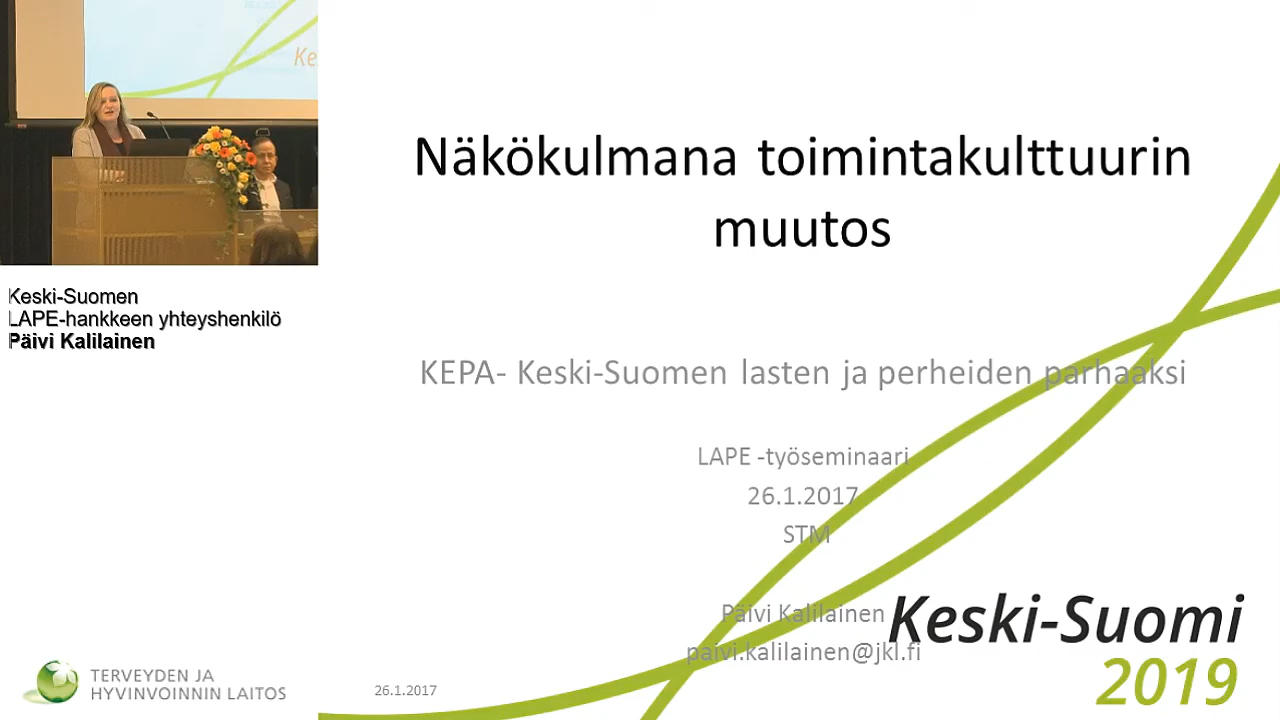 Ke
Keski-Suomen
LAPE-hankkeen yhteyshenkilö
Päivi Kalilainen
Näkökulmana toimintakulttuurin
muutos
KEPA- Keski-Suomen lasten ja perheiden parhaaksi
LAPE -työseminaari
26.1.2017
STM
Päivi Kalilainen
paivi.kalilainen@jkl.fi
Keski-Suomi
2019
TERVEYDEN JA
HYVINVOINNIN LAITOS
26.1.2017